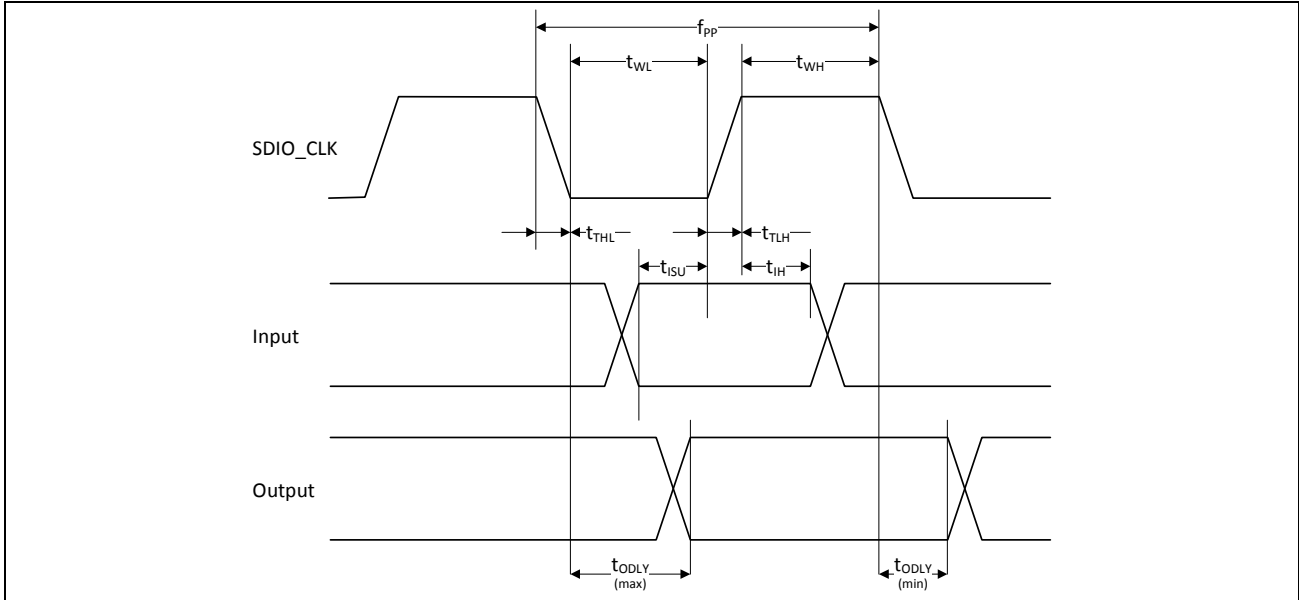 fPP
tWL
tWH
SDIO_CLK
tTHL
tTLH
tISU
tIH
Input
Output
tODLY
(max)
tODLY
(min)